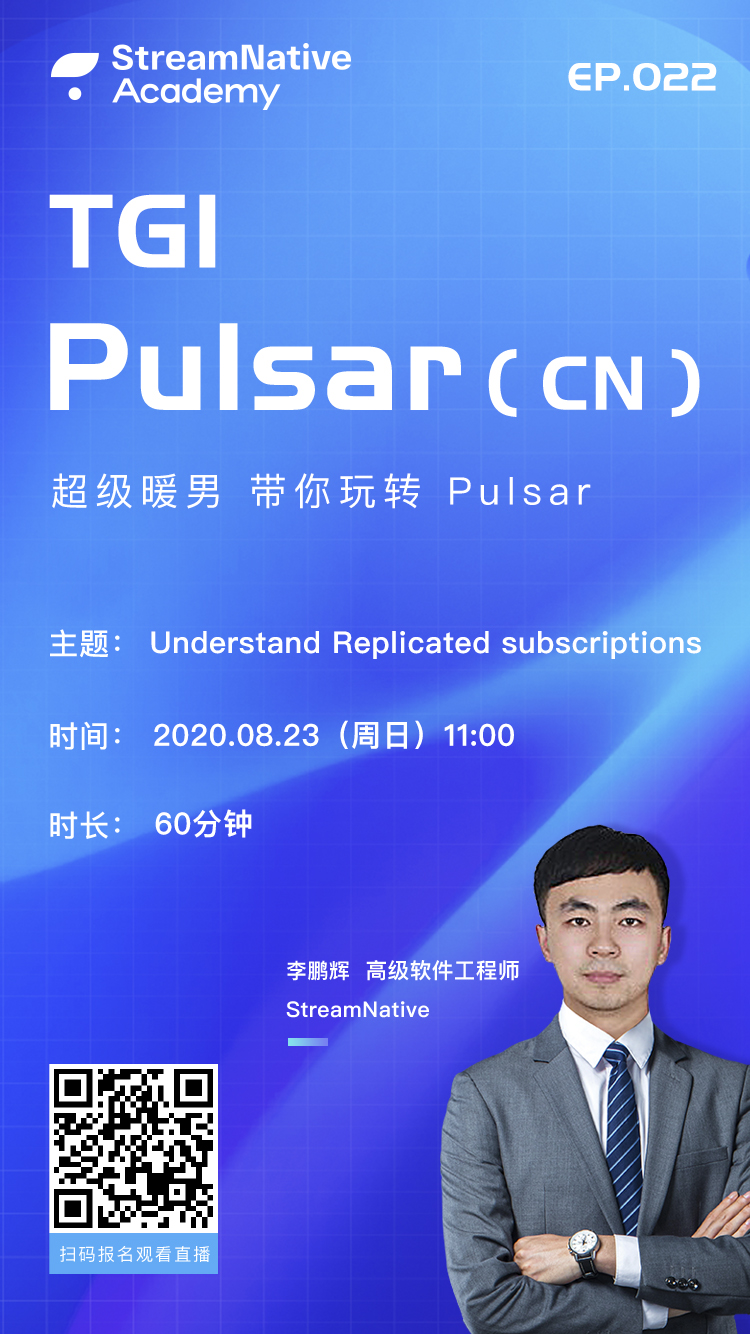 StreamNative
Academy
EP.022
TGI
Pulsar（CN）
超级暖男 带你玩转 Pulsar
主题： Understand Replicated subscriptions
时间： 2020.08.23（周日）11:00
时长： 60分钟
李鹏辉 高级软件工程师
StreamNative
扫码报名观看直播